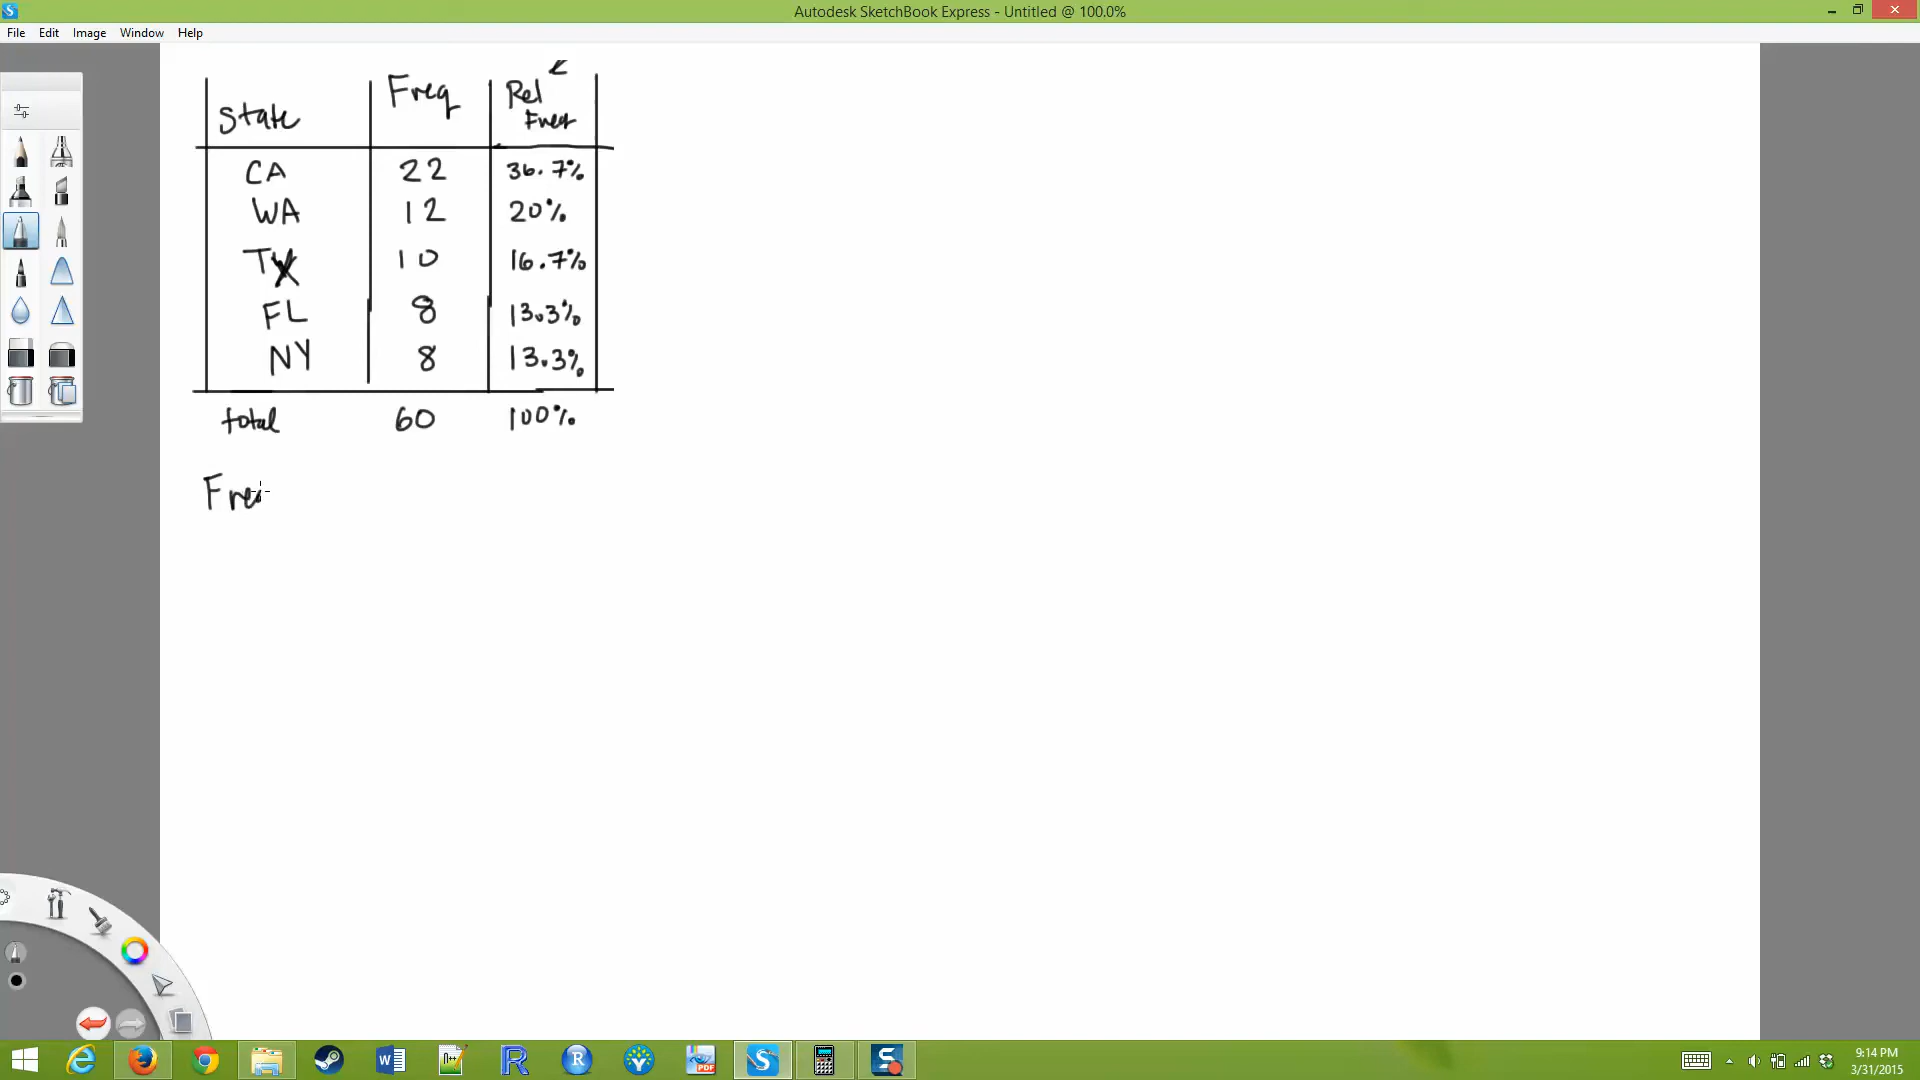 Autodesk SketchBook Express - Untitled @ 100.0%
File Edit Image Window Help
State Freq Rel Freq
CA 22 36.7%
WA 12 20%
TX 10 16.7%
FL 8 13.3%
NY 8 13.3%
total 60 100%
Fre
9:14 PM
3/31/2015